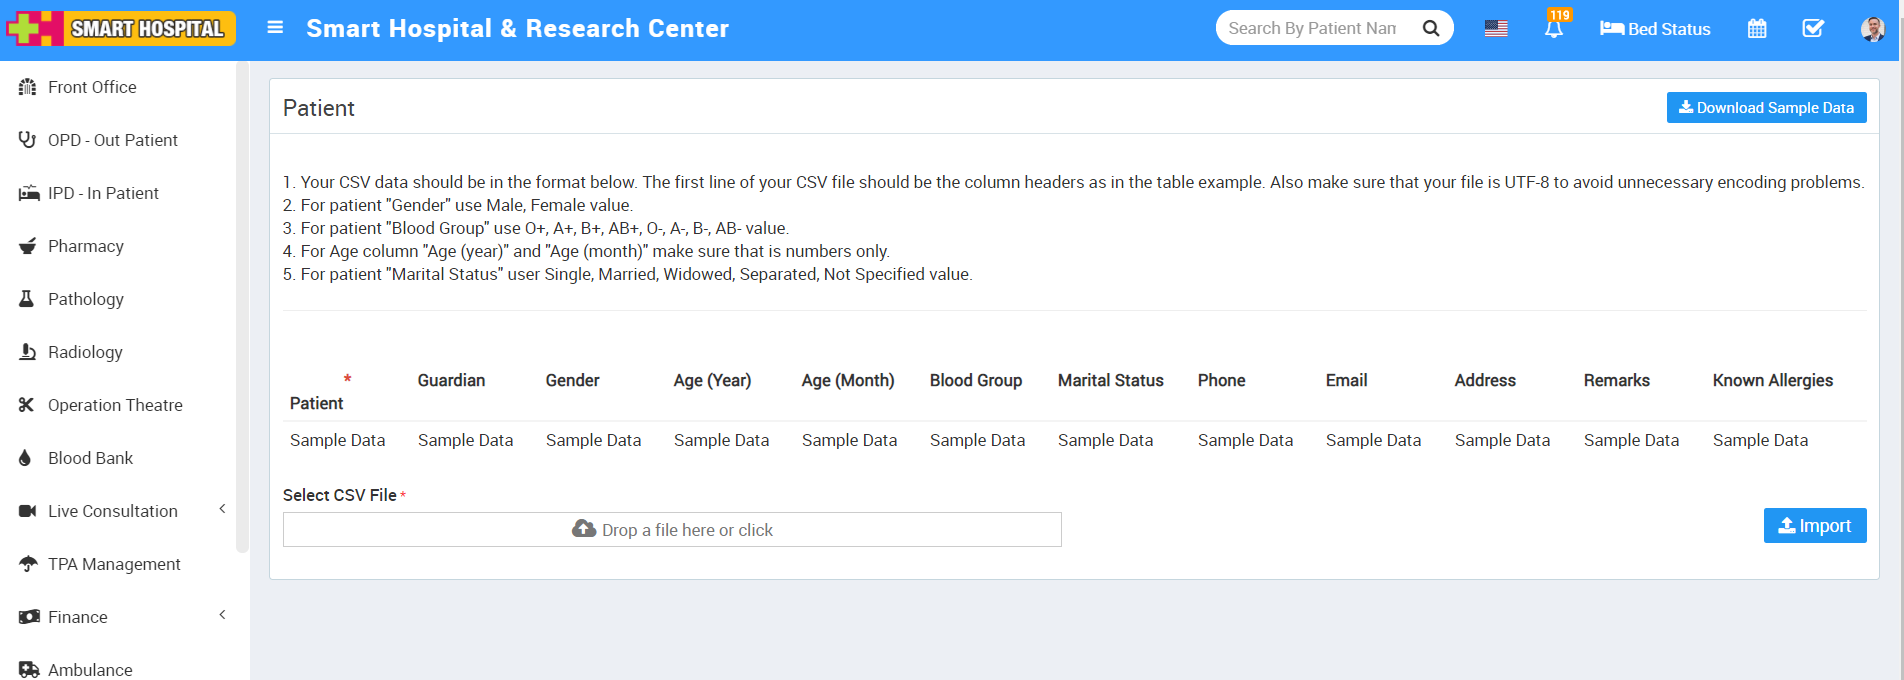 SMART HOSPITAL
Smart Hospital & Research Center
Search By Patient Nam
119
Bed Status
Front Office
OPD - Out Patient
IPD - In Patient
Pharmacy
Pathology
Radiology
Operation Theatre
Blood Bank
Live Consultation
TPA Management
Finance
Ambulance
Patient
Download Sample Data
1. Your CSV data should be in the format below. The first line of your CSV file should be the column headers as in the table example. Also make sure that your file is UTF-8 to avoid unnecessary encoding problems.
2. For patient "Gender" use Male, Female value.
3. For patient "Blood Group" use O+, A+, B+, AB+, O-, A-, B-, AB- value.
4. For Age column "Age (year)" and "Age (month)" make sure that is numbers only.
5. For patient "Marital Status" user Single, Married, Widowed, Separated, Not Specified value.
* Guardian Gender Age (Year) Age (Month) Blood Group Marital Status Phone Email Address Remarks Known Allergies
Patient
Sample Data Sample Data Sample Data Sample Data Sample Data Sample Data Sample Data Sample Data Sample Data Sample Data Sample Data Sample Data
Select CSV File *
Drop a file here or click
Import